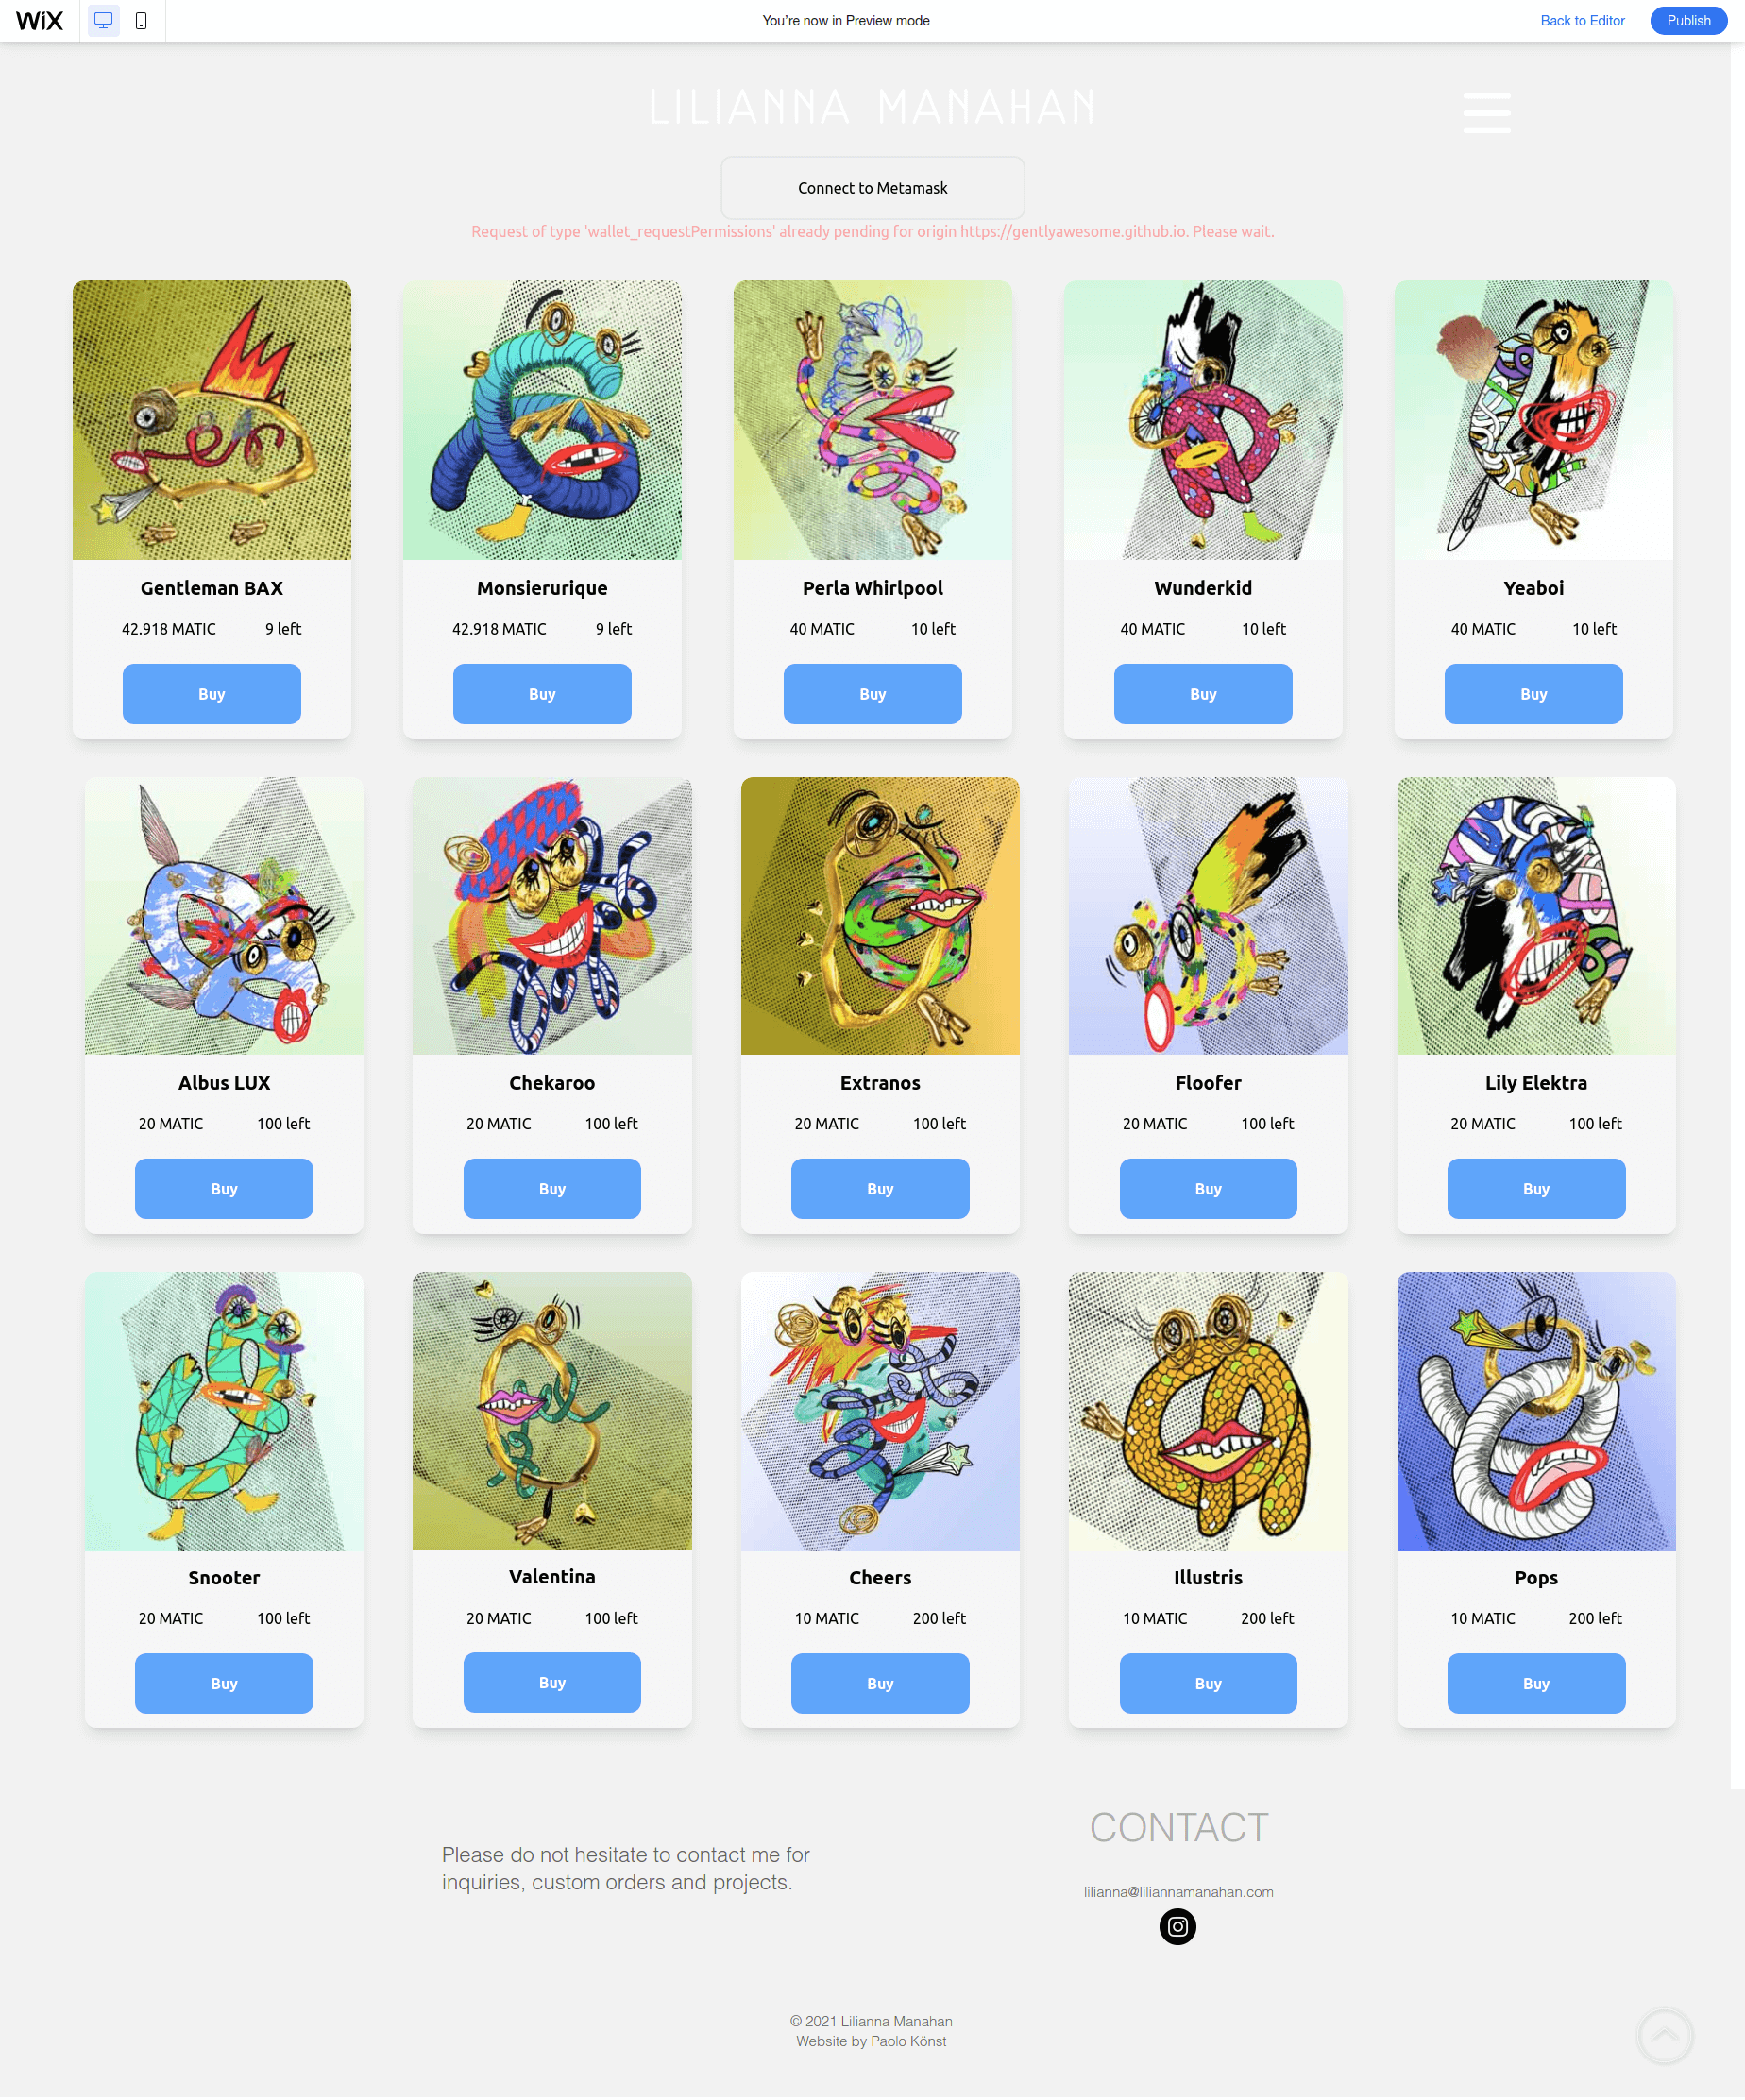 WiX
You're now in Preview mode
Back to Editor
Publish
LILIANNA MANAHAN
Connect to Metamask
Request of type 'wallet_requestPermissions' already pending for origin https://gentlyawesome.github.io. Please wait.
Gentleman BAX
42.918 MATIC 9 left
Buy
Monsierurique
42.918 MATIC 9 left
Buy
Perla Whirlpool
40 MATIC 10 left
Buy
Wunderkid
40 MATIC 10 left
Buy
Yeaboi
40 MATIC 10 left
Buy
Albus LUX
20 MATIC 100 left
Buy
Chekaroo
20 MATIC 100 left
Buy
Extranos
20 MATIC 100 left
Buy
Floofer
20 MATIC 100 left
Buy
Lily Elektra
20 MATIC 100 left
Buy
Snooter
20 MATIC 100 left
Buy
Valentina
20 MATIC 100 left
Buy
Cheers
10 MATIC 200 left
Buy
Illustris
10 MATIC 200 left
Buy
Pops
10 MATIC 200 left
Buy
Please do not hesitate to contact me for
inquiries, custom orders and projects.
CONTACT
lilianna@liliannamanahan.com
© 2021 Lilianna Manahan
Website by Paolo Könst